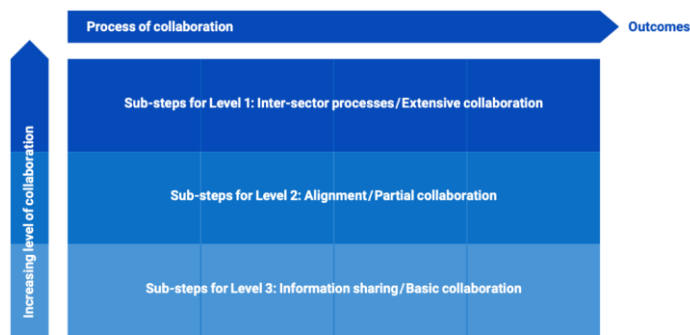 Process of collaboration
Outcomes
Increasing level of collaboration
Sub-steps for Level 1: Inter-sector processes/Extensive collaboration
Sub-steps for Level 2: Alignment/Partial collaboration
Sub-steps for Level 3: Information sharing/Basic collaboration